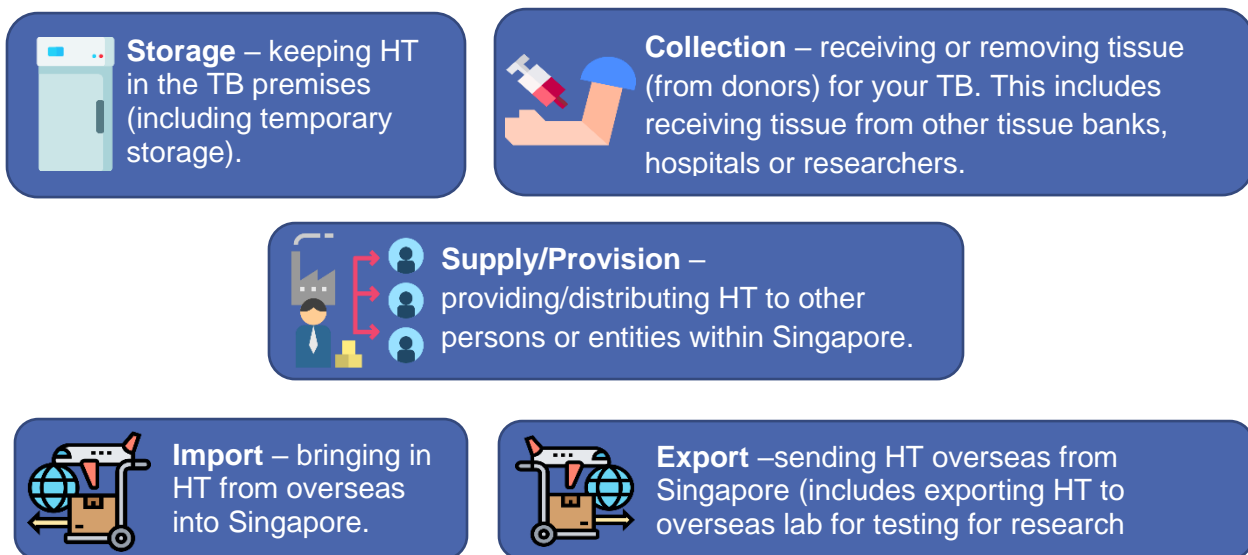 Storage – keeping HT
in the TB premises
(including temporary
storage).
Collection – receiving or removing tissue
(from donors) for your TB. This includes
receiving tissue from other tissue banks,
hospitals or researchers.
Supply/Provision –
providing/distributing HT to other
persons or entities within Singapore.
Import – bringing in
HT from overseas
into Singapore.
Export –sending HT overseas from
Singapore (includes exporting HT to
overseas lab for testing for research